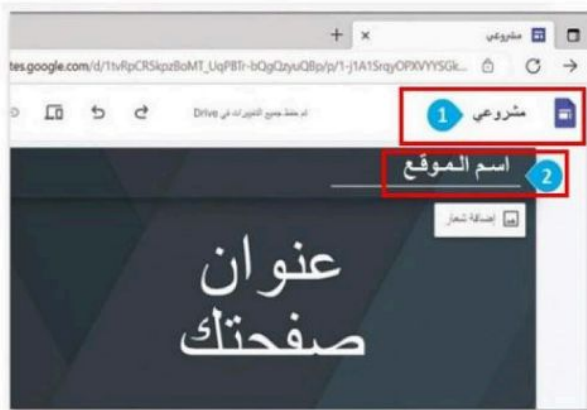 مشروعي
tes.google.com/d/1tvRpCRSkpzBoMT_UqPBTr-bQgQzyuQBp/p/1-j1A1SrqyOPXVYYSGk...
مشروعي
1
تم حفظ جميع التغييرات في Drive
اسم الموقع
2
إضافة شعار
عنوان
صفحتك